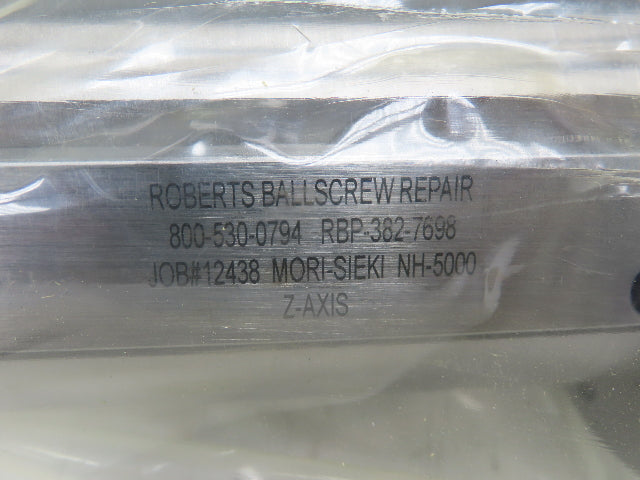 ROBERTS BALLSCREW REPAIR
800-530-0794 RBP-382-7698
JOB#12438 MORI-SIEKI NH-5000
Z-AXIS